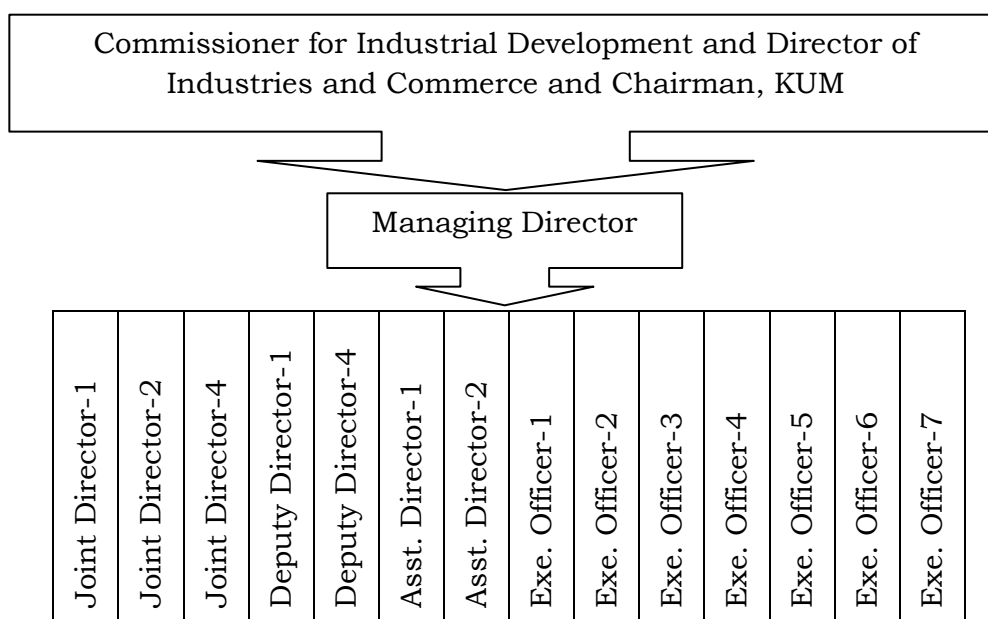 Commissioner for Industrial Development and Director of
Industries and Commerce and Chairman, KUM
Managing Director
Joint Director-1
Joint Director-2
Joint Director-4
Deputy Director-1
Deputy Director-4
Asst. Director-1
Asst. Director-2
Exe. Officer-1
Exe. Officer-2
Exe. Officer-3
Exe. Officer-4
Exe. Officer-5
Exe. Officer-6
Exe. Officer-7